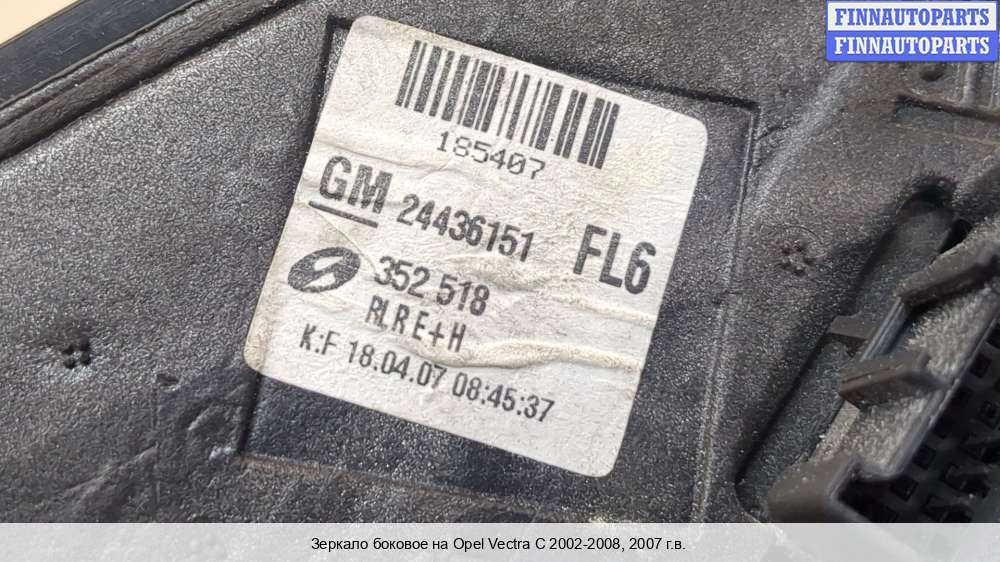 FINNAUTOPARTS
FINNAUTOPARTS
185407
GM 24436151 FL6
352 518
RLR E+H
K:F 18.04.07 08:45:37
Зеркало боковое на Opel Vectra C 2002-2008, 2007 г.в.